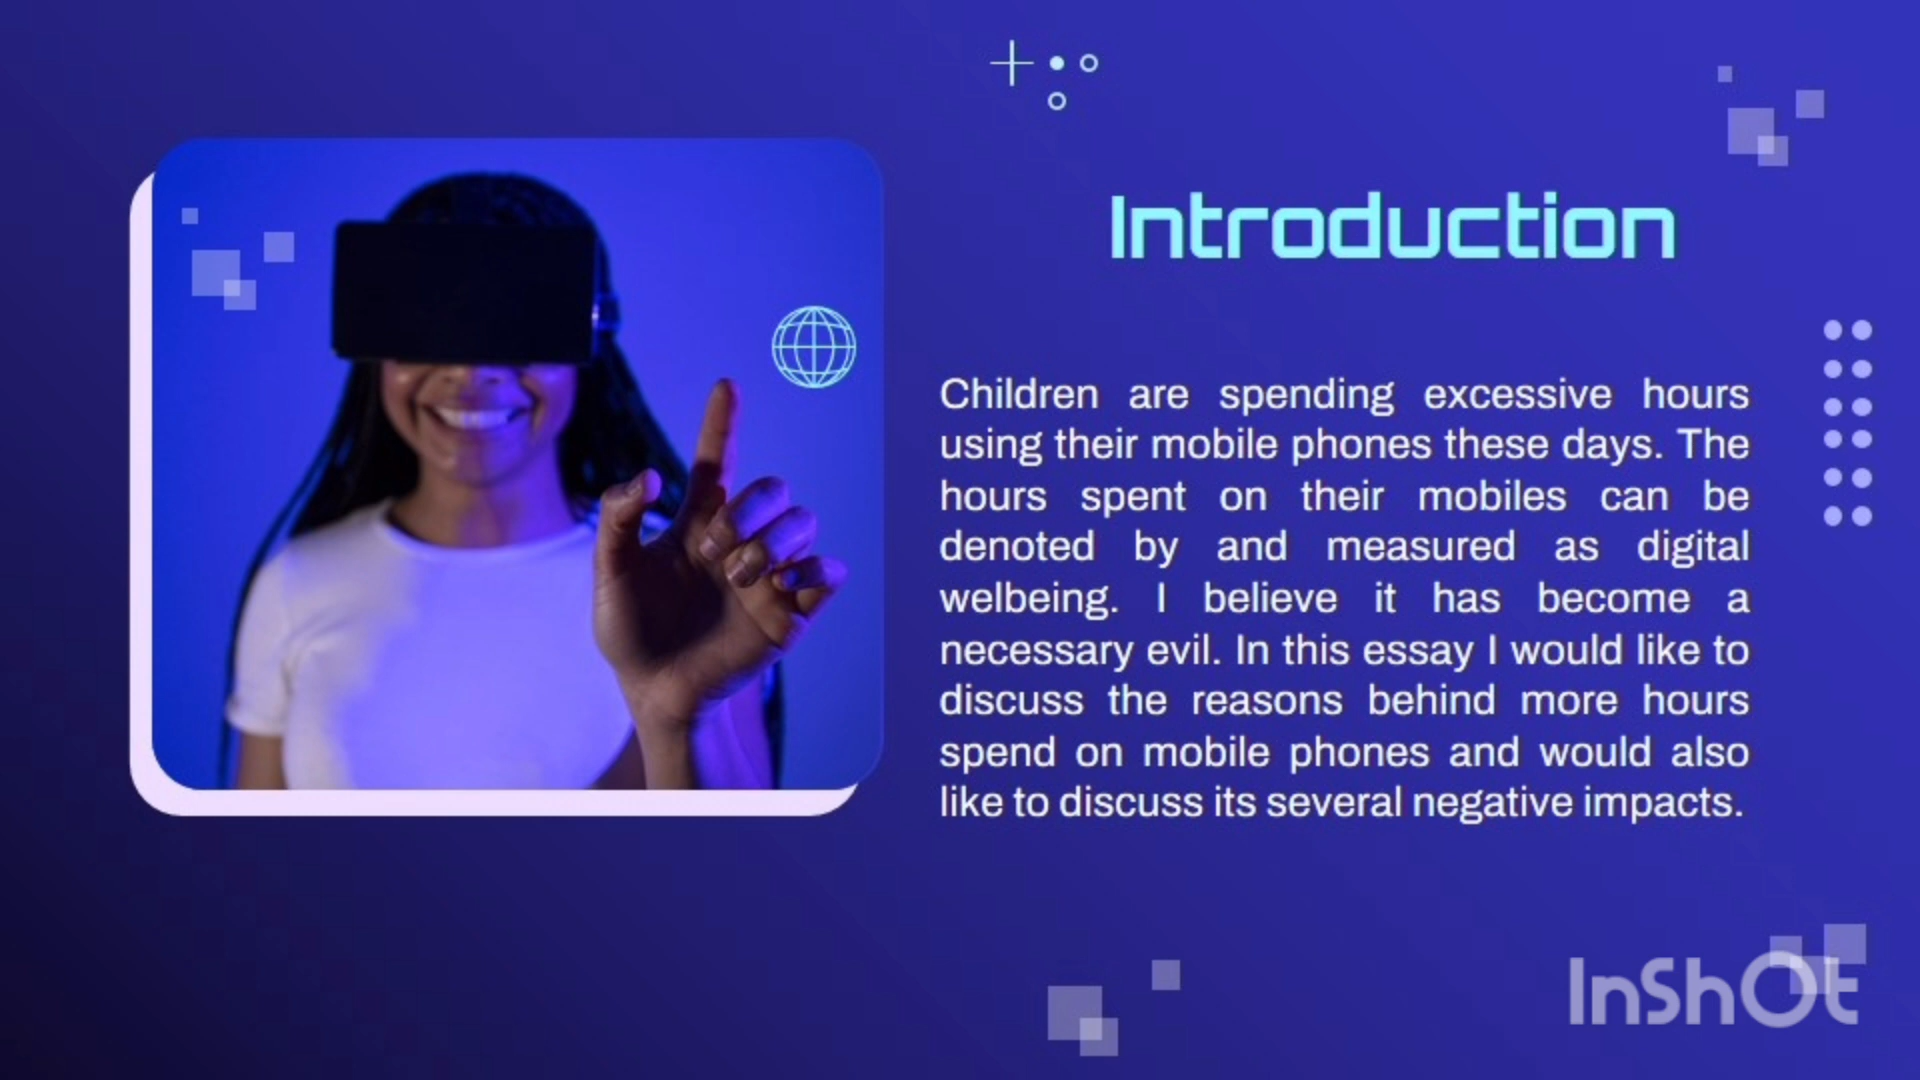 Introduction
Children are spending excessive hours
using their mobile phones these days. The
hours spent on their mobiles can be
denoted by and measured as digital
welbeing. I believe it has become a
necessary evil. In this essay I would like to
discuss the reasons behind more hours
spend on mobile phones and would also
like to discuss its several negative impacts.
InShOt